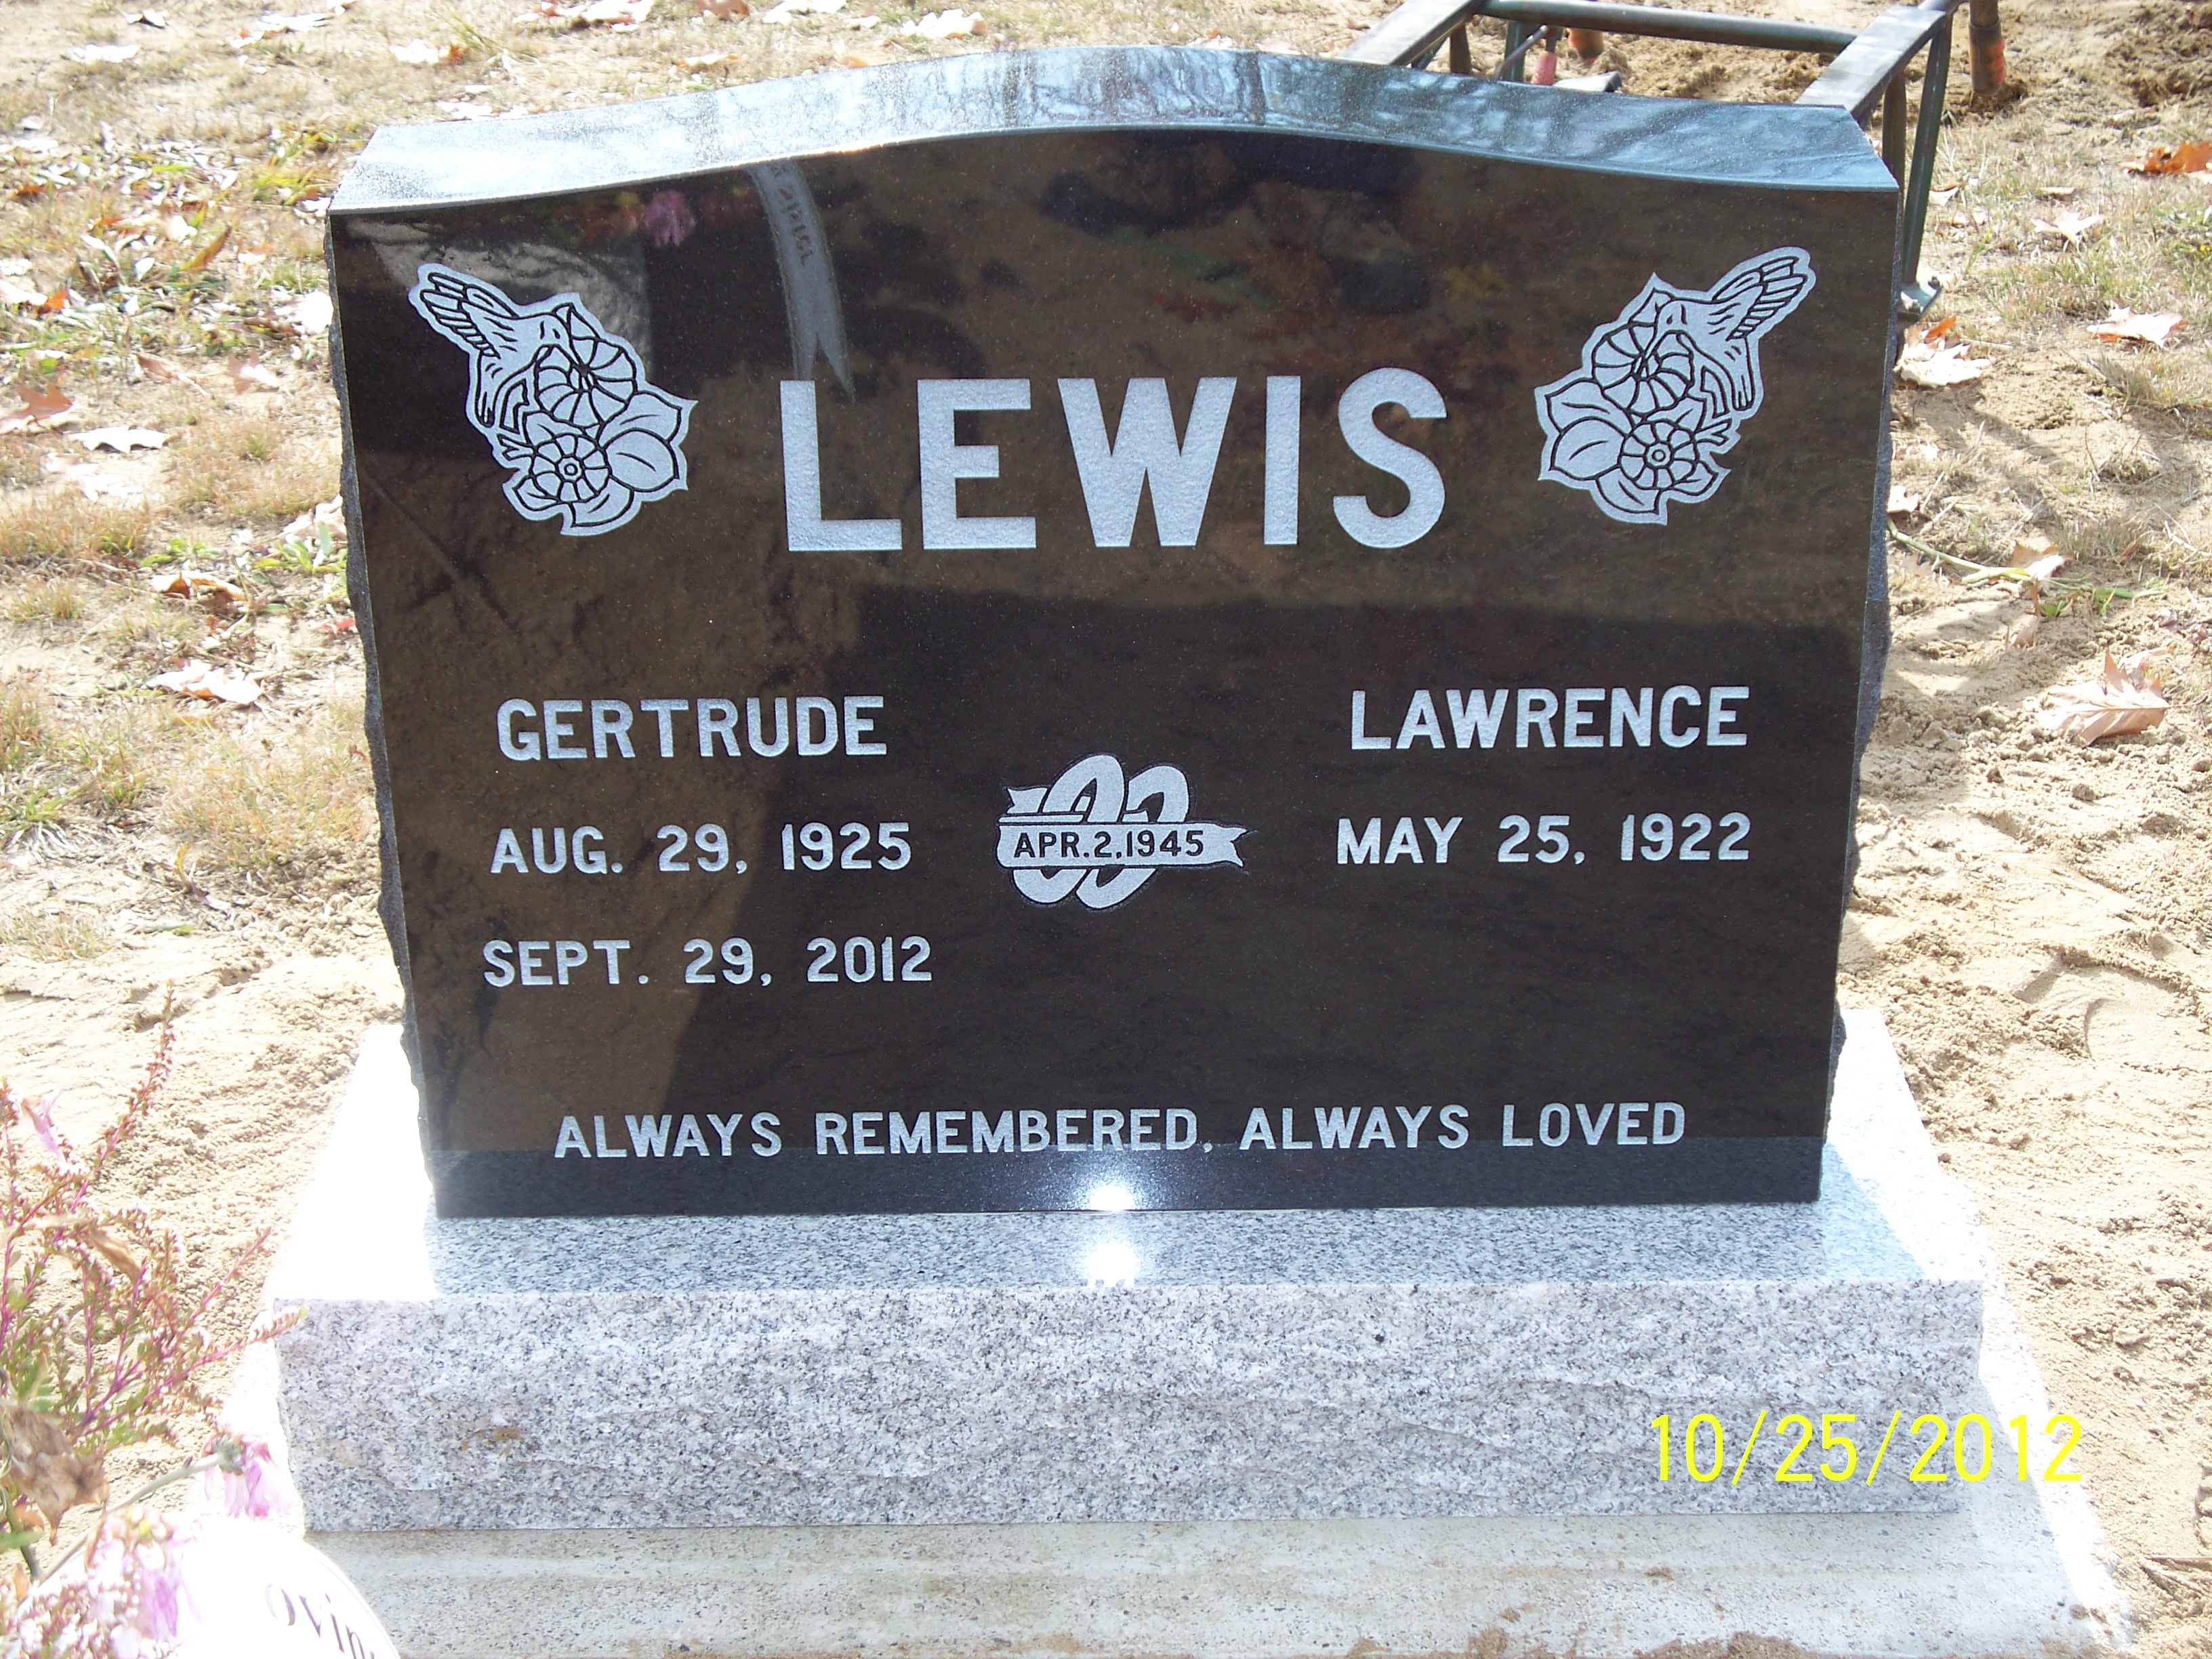 LEWIS
GERTRUDE
AUG. 29, 1925
SEPT. 29, 2012
APR. 2, 1945
LAWRENCE
MAY 25, 1922
ALWAYS REMEMBERED, ALWAYS LOVED
10/25/2012